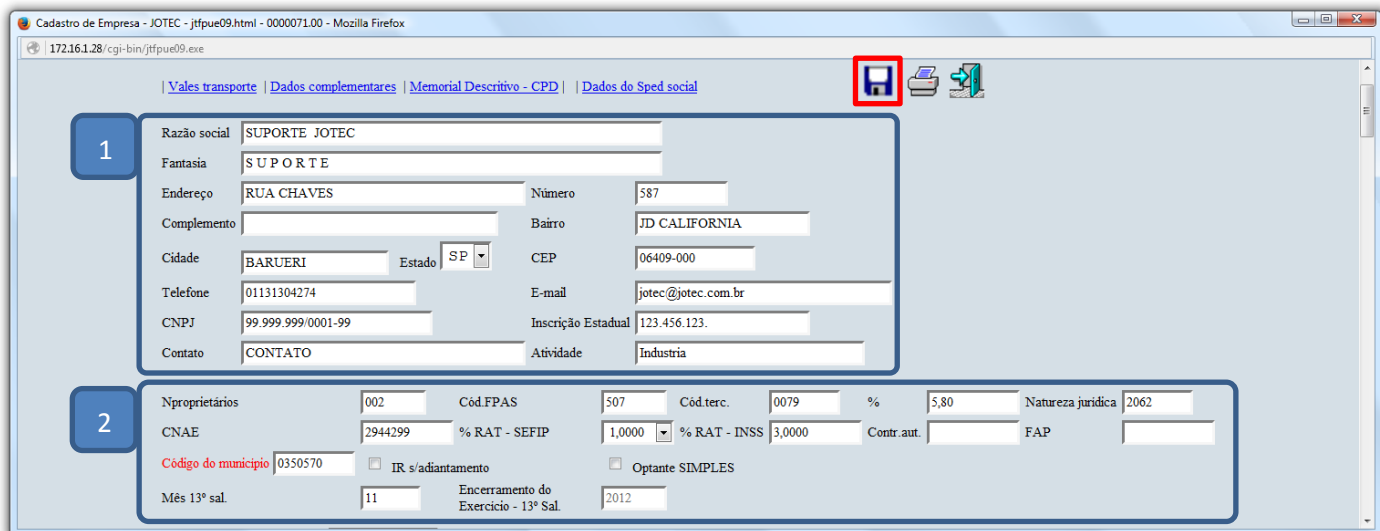 Cadastro de Empresa - JOTEC - jtfpue09.html - 0000071.00 - Mozilla Firefox
172.16.1.28/cgi-bin/jtfpue09.exe
| Vales transporte | Dados complementares | Memorial Descritivo - CPD | | Dados do Sped social
1
Razão social SUPORTE JOTEC
Fantasia S U P O R T E
Endereço RUA CHAVES Número 587
Complemento Bairro JD CALIFORNIA
Cidade BARUERI Estado SP CEP 06409-000
Telefone 01131304274 E-mail jotec@jotec.com.br
CNPJ 99.999.999/0001-99 Inscrição Estadual 123.456.123.
Contato CONTATO Atividade Industria
2
Nproprietários 002 Cód.FPAS 507 Cód.terc. 0079 % 5,80 Natureza juridica 2062
CNAE 2944299 % RAT - SEFIP 1,0000 % RAT - INSS 3,0000 Contr.aut. FAP
Código do municipio 0350570 IR s/adiantamento Optante SIMPLES
Mês 13º sal. 11 Encerramento do Exercicio - 13º Sal. 2012